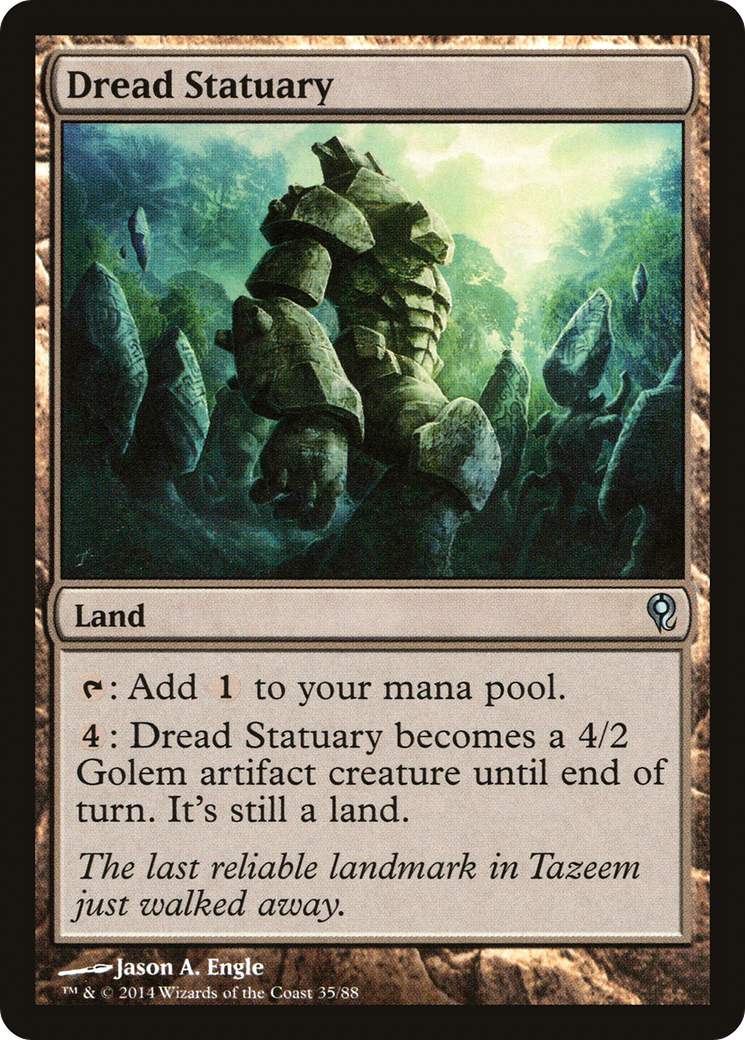 Dread Statuary
Land
: Add 1 to your mana pool.
4: Dread Statuary becomes a 4/2
Golem artifact creature until end of
turn. It's still a land.
The last reliable landmark in Tazeem
just walked away.
Jason A. Engle
™ & © 2014 Wizards of the Coast 35/88